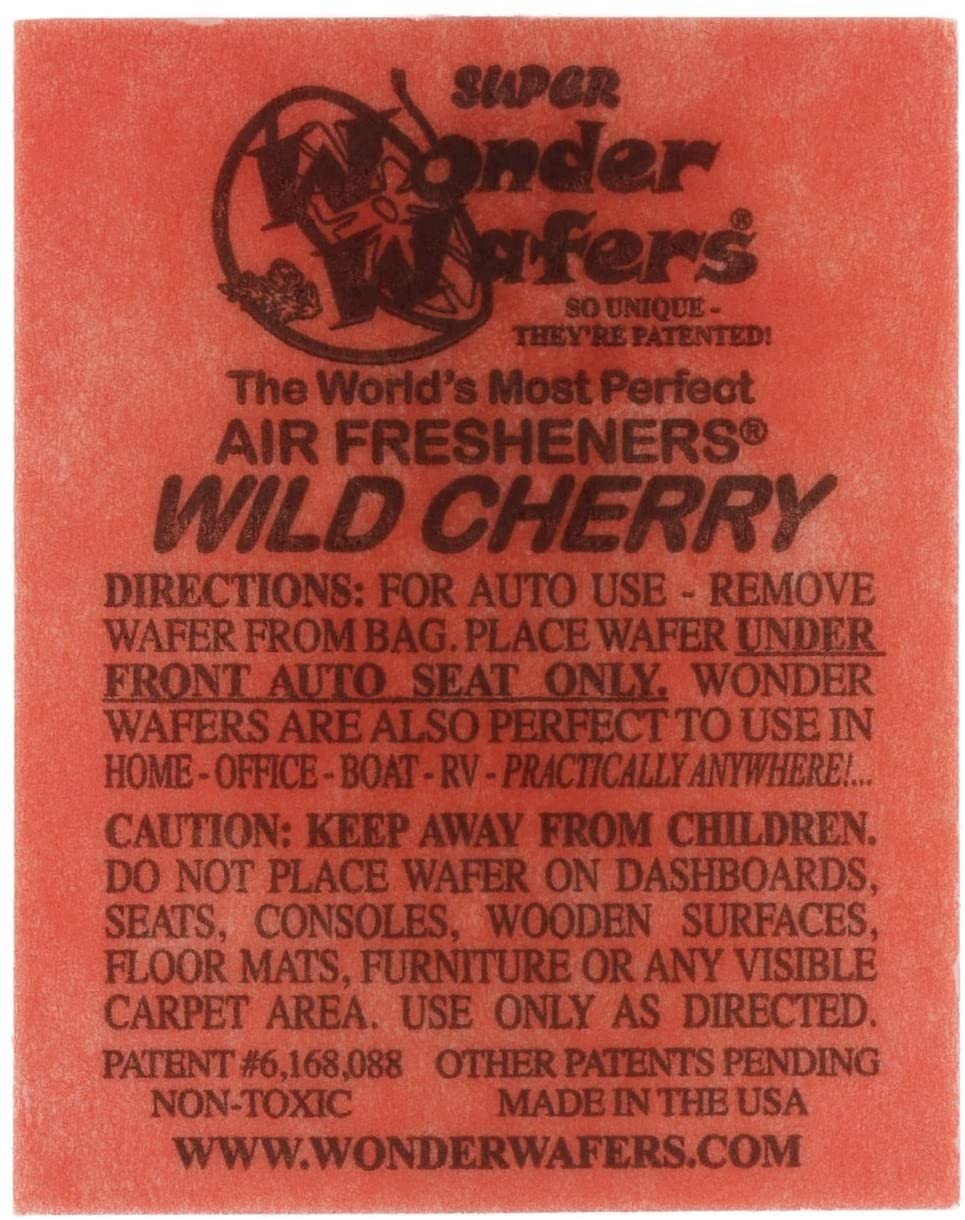 SUPER
Wonder
Wafers®
SO UNIQUE -
THEY'RE PATENTED!
The World's Most Perfect
AIR FRESHENERS®
WILD CHERRY
DIRECTIONS: FOR AUTO USE - REMOVE
WAFER FROM BAG. PLACE WAFER UNDER
FRONT AUTO SEAT ONLY. WONDER
WAFERS ARE ALSO PERFECT TO USE IN
HOME - OFFICE - BOAT - RV - PRACTICALLY ANYWHERE!...
CAUTION: KEEP AWAY FROM CHILDREN.
DO NOT PLACE WAFER ON DASHBOARDS,
SEATS, CONSOLES, WOODEN SURFACES,
FLOOR MATS, FURNITURE OR ANY VISIBLE
CARPET AREA. USE ONLY AS DIRECTED.
PATENT #6,168,088 OTHER PATENTS PENDING
NON-TOXIC MADE IN THE USA
WWW.WONDERWAFERS.COM